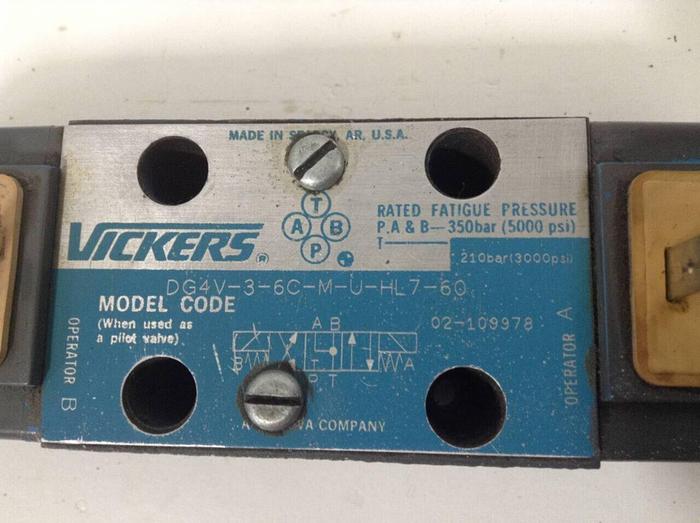 MADE IN AR, U.S.A.
T
A B
P
VICKERS®
RATED FATIGUE PRESSURE
P.A & B—350bar (5000 psi)
T—
210bar(3000psi)
DG4V-3-6C-M-U-HL7-60
MODEL CODE
(When used as
a pilot valve)
02-109978
OPERATOR B
OPERATOR A
A B
B T A
P T
COMPANY